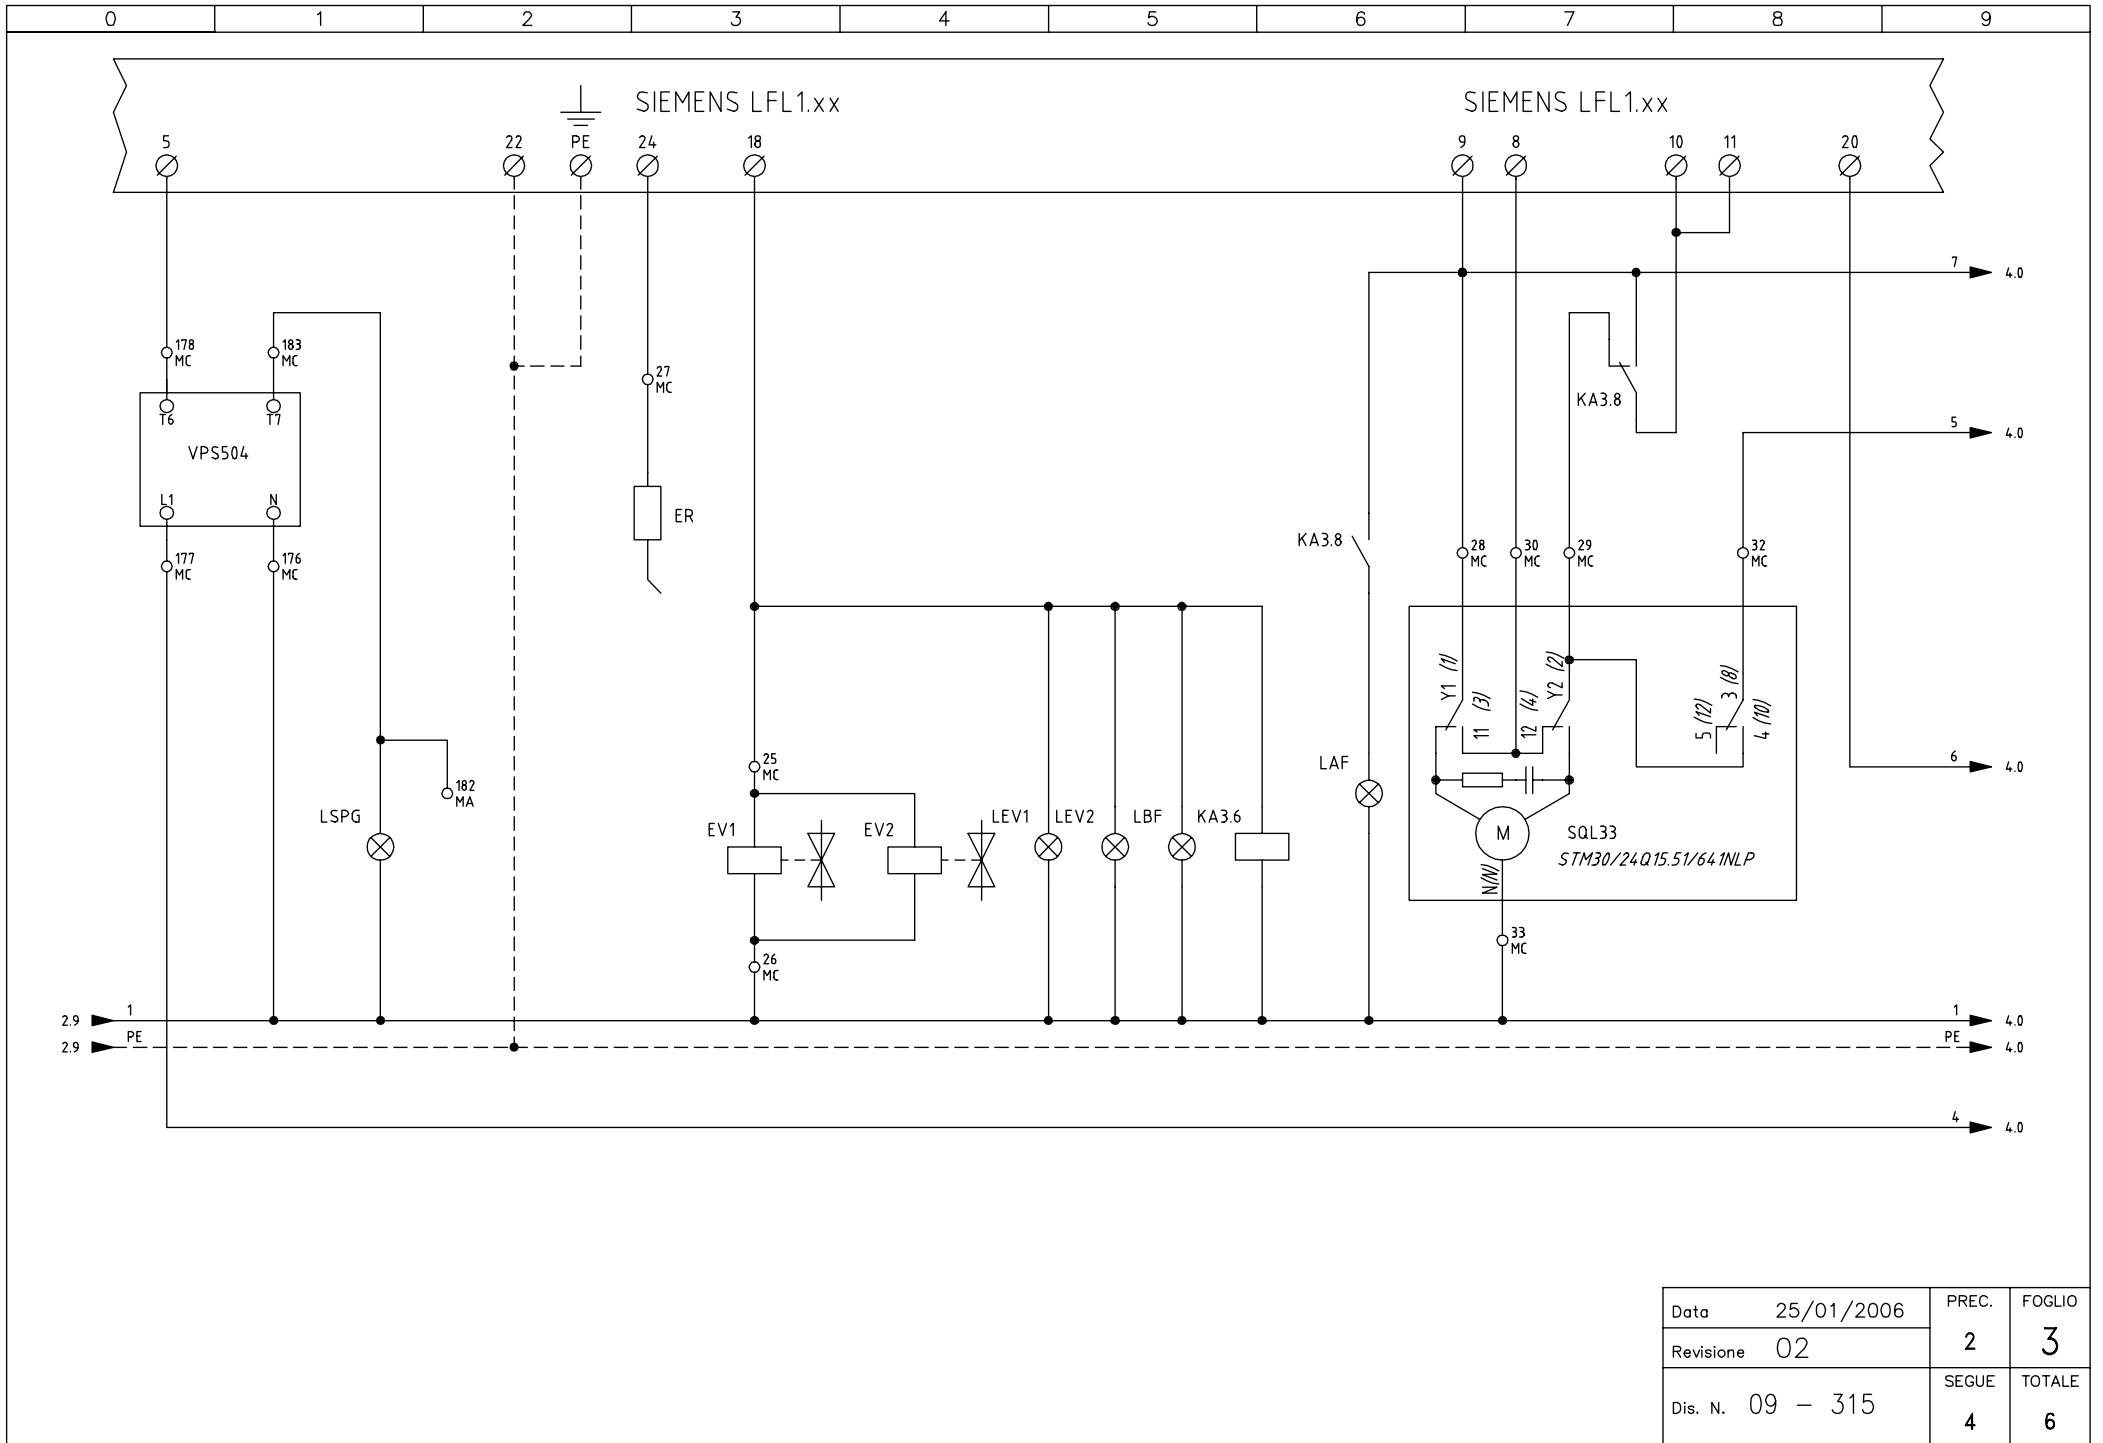 0 1 2 3 4 5 6 7 8 9
SIEMENS LFL1.xx SIEMENS LFL1.xx
5 22 PE 24 18 9 8 10 11 20
7 4.0
178 MC
183 MC
27 MC
KA3.8
T6 T7
VPS504
L1 N
5 4.0
ER
KA3.8
177 MC
176 MC
28 MC
30 MC
29 MC
32 MC
Y1 (1)
11 (3)
12 (4)
Y2 (2)
5 (12)
3 (8)
4 (10)
25 MC
LAF
6 4.0
182 MA
LSPG
EV1
EV2
LEV1
LEV2
LBF
KA3.6
M
SQL33
STM30/24Q15.51/641NLP
N(N)
33 MC
26 MC
2.9 1 1 4.0
2.9 PE PE 4.0
4 4.0
Data 25/01/2006
PREC.
2
FOGLIO
3
Revisione 02
Dis. N. 09 - 315
SEGUE
4
TOTALE
6